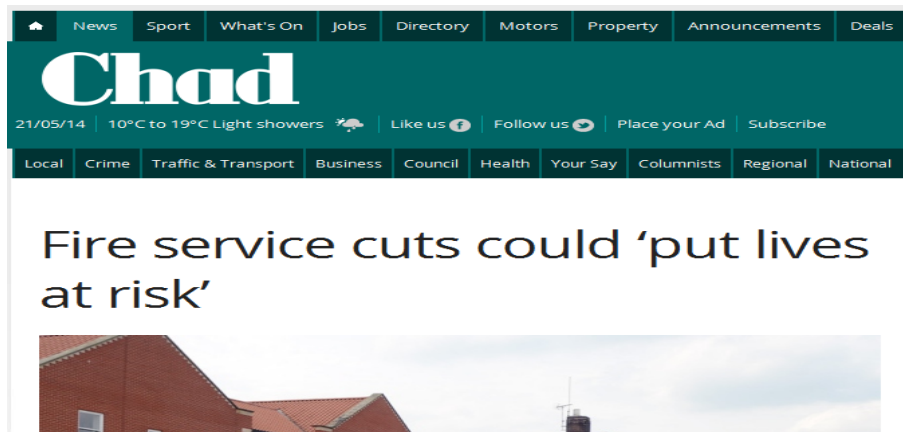 News Sport What's On Jobs Directory Motors Property Announcements Deals
Chad
21/05/14 10°C to 19°C Light showers Like us Follow us Place your Ad Subscribe
Local Crime Traffic & Transport Business Council Health Your Say Columnists Regional National
Fire service cuts could ‘put lives
at risk’